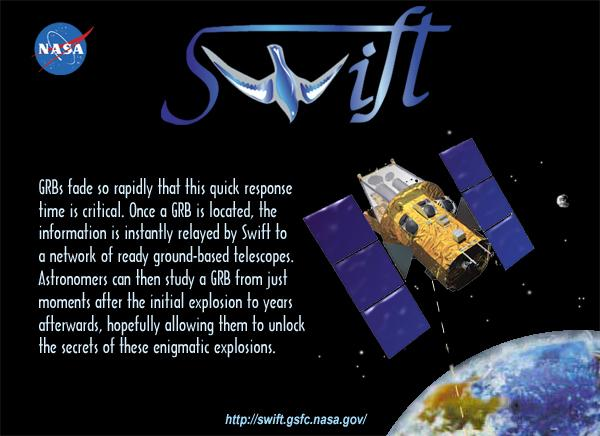 NASA
Swift
GRBs fade so rapidly that this quick response
time is critical. Once a GRB is located, the
information is instantly relayed by Swift to
a network of ready ground-based telescopes.
Astronomers can then study a GRB from just
moments after the initial explosion to years
afterwards, hopefully allowing them to unlock
the secrets of these enigmatic explosions.
http://swift.gsfc.nasa.gov/